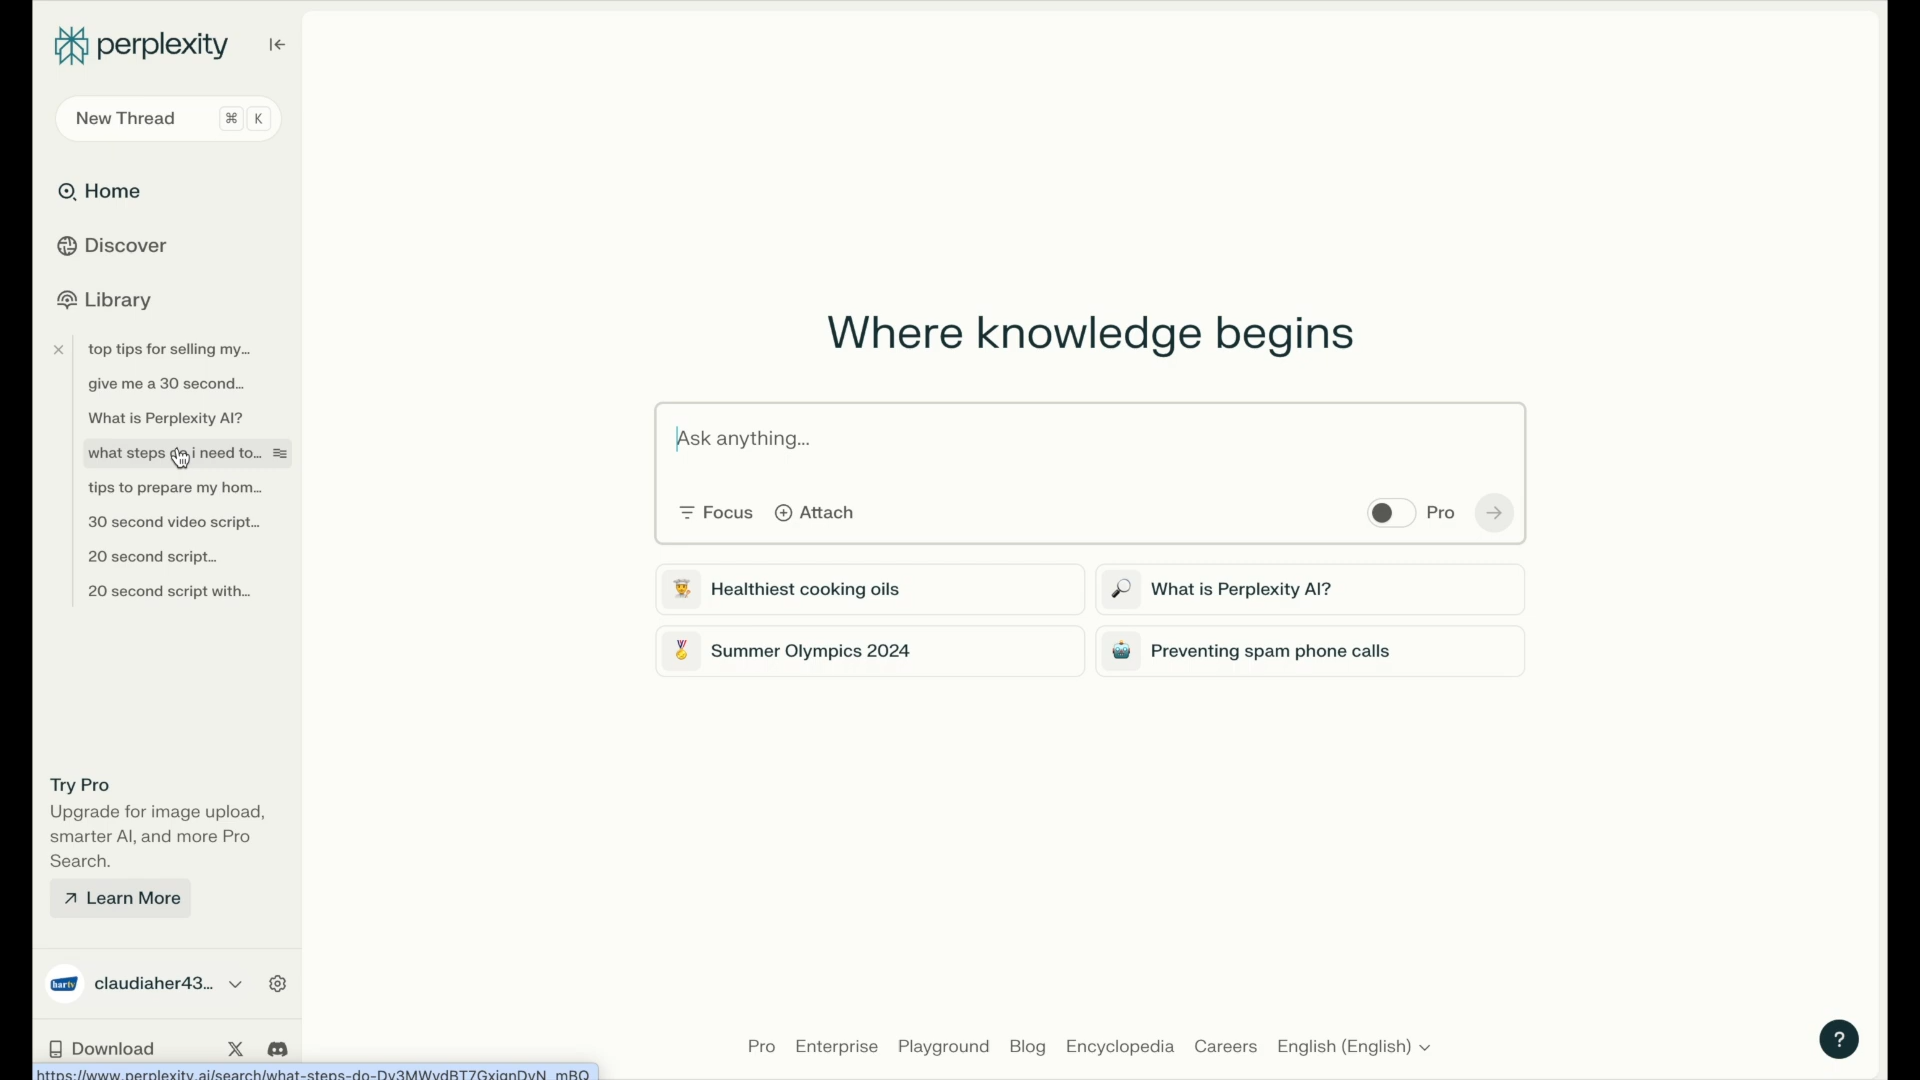 perplexity
New Thread ⌘ K
Home
Discover
Library
top tips for selling my...
give me a 30 second...
What is Perplexity AI?
what steps do i need to...
tips to prepare my hom...
30 second video script...
20 second script...
20 second script with...
Try Pro
Upgrade for image upload,
smarter AI, and more Pro
Search.
Learn More
hartv
claudiaher43...
Download
Where knowledge begins
Ask anything...
Focus Attach Pro
Healthiest cooking oils
What is Perplexity AI?
Summer Olympics 2024
Preventing spam phone calls
Pro Enterprise Playground Blog Encyclopedia Careers English (English)
?